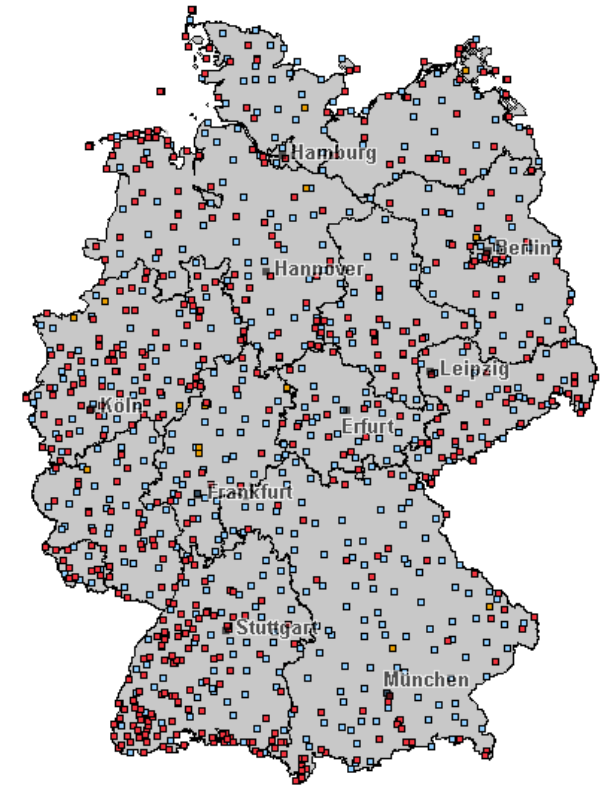 Hamburg
Berlin
Hannover
Leipzig
Köln
Erfurt
Frankfurt
Stuttgart
München